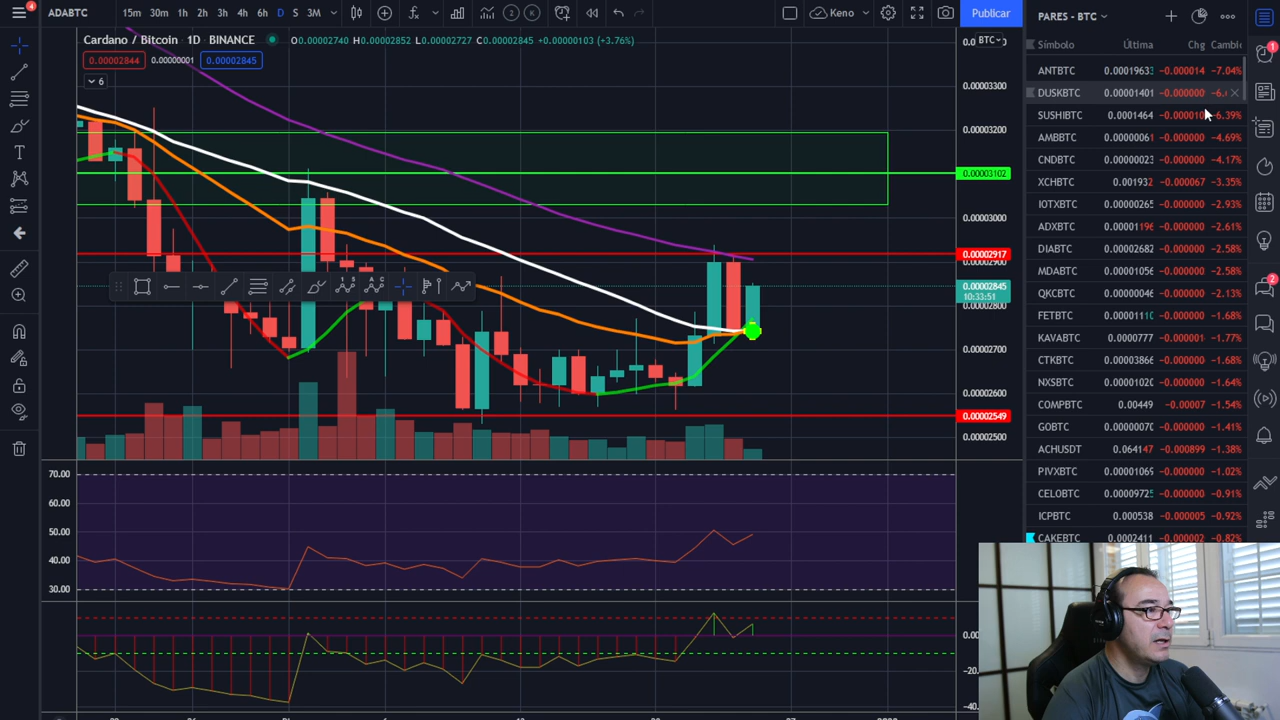 4
ADABTC 15m 30m 1h 2h 3h 4h 6h D S 3M 2 K Keno Publicar
Cardano / Bitcoin · 1D · BINANCE O0.00002740 H0.00002852 L0.00002727 C0.00002845 +0.00000103 (+3.76%)
0.00002844 0.00000001 0.00002845
6
BTC
0.00003300
0.00003200
0.00003102
0.00003000
0.00002917
0.00002900
0.00002845
10:33:51
0.00002800
0.00002700
0.00002600
0.00002549
0.00002500
70.00
60.00
50.00
40.00
30.00
0.00
-20.00
-40.00
PARES - BTC
Símbolo Última Chg Cambio
ANTBTC 0.00019633 -0.000014 -7.04%
DUSKBTC 0.00001401 -0.000000 -6.
SUSHIBTC 0.0001464 -0.000010 -6.39%
AMBBTC 0.00000061 -0.000000 -4.69%
CNDBTC 0.00000023 -0.000000 -4.17%
XCHBTC 0.001932 -0.000067 -3.35%
IOTXBTC 0.00000265 -0.000000 -2.93%
ADXBTC 0.00001196 -0.000000 -2.61%
DIABTC 0.00002682 -0.000000 -2.58%
MDABTC 0.00001096 -0.000000 -2.58%
QKCBTC 0.00000046 -0.000000 -2.13%
FETBTC 0.00001110 -0.000000 -1.68%
KAVABTC 0.00000 -0.000001 -1.77%
CTKBTC 0.00003866 -0.000000 -1.68%
NXSBTC 0.00001020 -0.000000 -1.64%
COMPBTC 0.00449 -0.00007 -1.54%
GOBTC 0.00000070 -0.000000 -1.41%
ACHUSDT 0.064147 -0.000899 -1.38%
PIVXBTC 0.00001069 -0.000000 -1.02%
CELOBTC 0.00009725 -0.000000 -0.91%
ICPBTC 0.000538 -0.000005 -0.92%
CAKEBTC 0.0002411 -0.000002 -0.82%
1
2